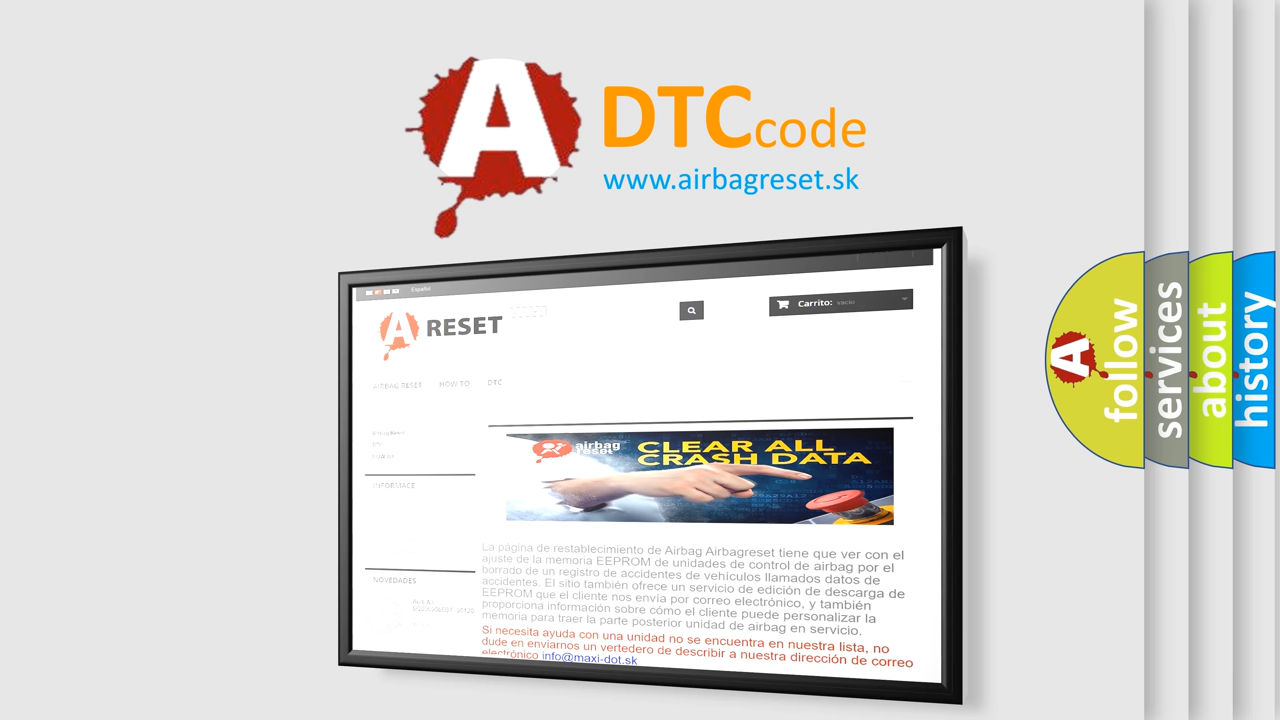 A
DTCcode
www.airbagreset.sk
Español
A RESET
Carrito: vacío
AIRBAG RESET HOW TO DTC
INFORMACE
airbag
reset
CLEAR ALL
CRASH DATA
NOVEDADES
La página de restablecimiento de Airbag Airbagreset tiene que ver con el
ajuste de la memoria EEPROM de unidades de control de airbag por el
borrado de un registro de accidentes de vehículos llamados datos de
accidentes. El sitio también ofrece un servicio de edición de descarga de
EEPROM que el cliente nos envía por correo electrónico, y también
proporciona información sobre cómo el cliente puede personalizar la
memoria para traer la parte posterior unidad de airbag en servicio.
Si necesita ayuda con una unidad no se encuentra en nuestra lista, no
dude en enviarnos un vertedero de describir a nuestra dirección de correo
electrónico info@maxi-dot.sk
A follow
services
about
history